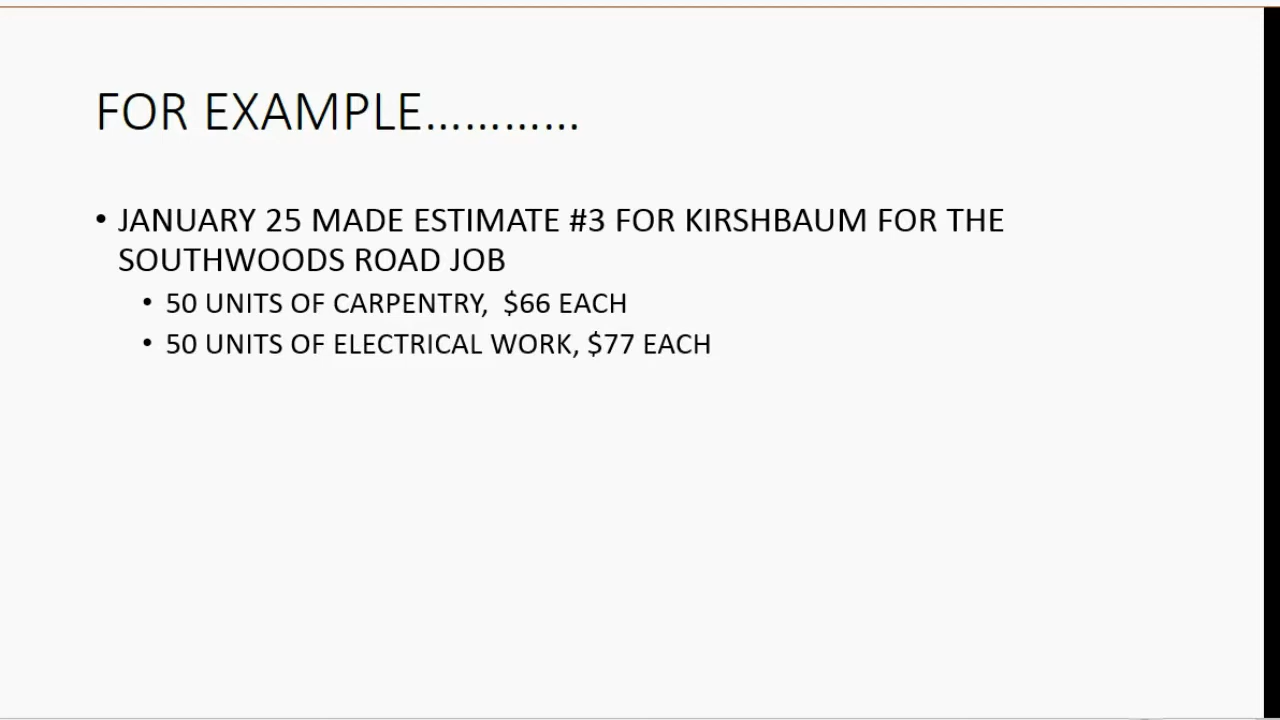 FOR EXAMPLE…………
• JANUARY 25 MADE ESTIMATE #3 FOR KIRSHBAUM FOR THE
SOUTHWOODS ROAD JOB
• 50 UNITS OF CARPENTRY,  $66 EACH
• 50 UNITS OF ELECTRICAL WORK, $77 EACH